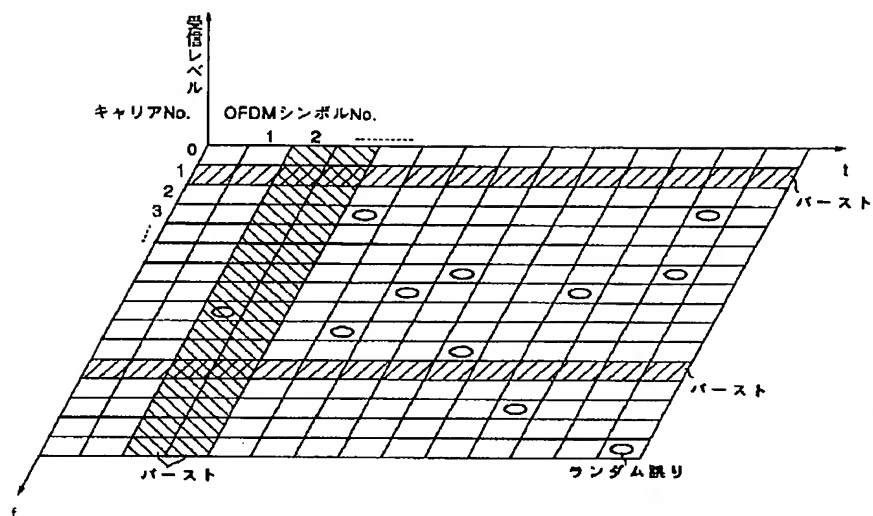 受信レベル
キャリアNo. OFDMシンボルNo.
0 1 2 ..........
t
1
2
3
バースト
バースト
バースト
ランダム誤り
f